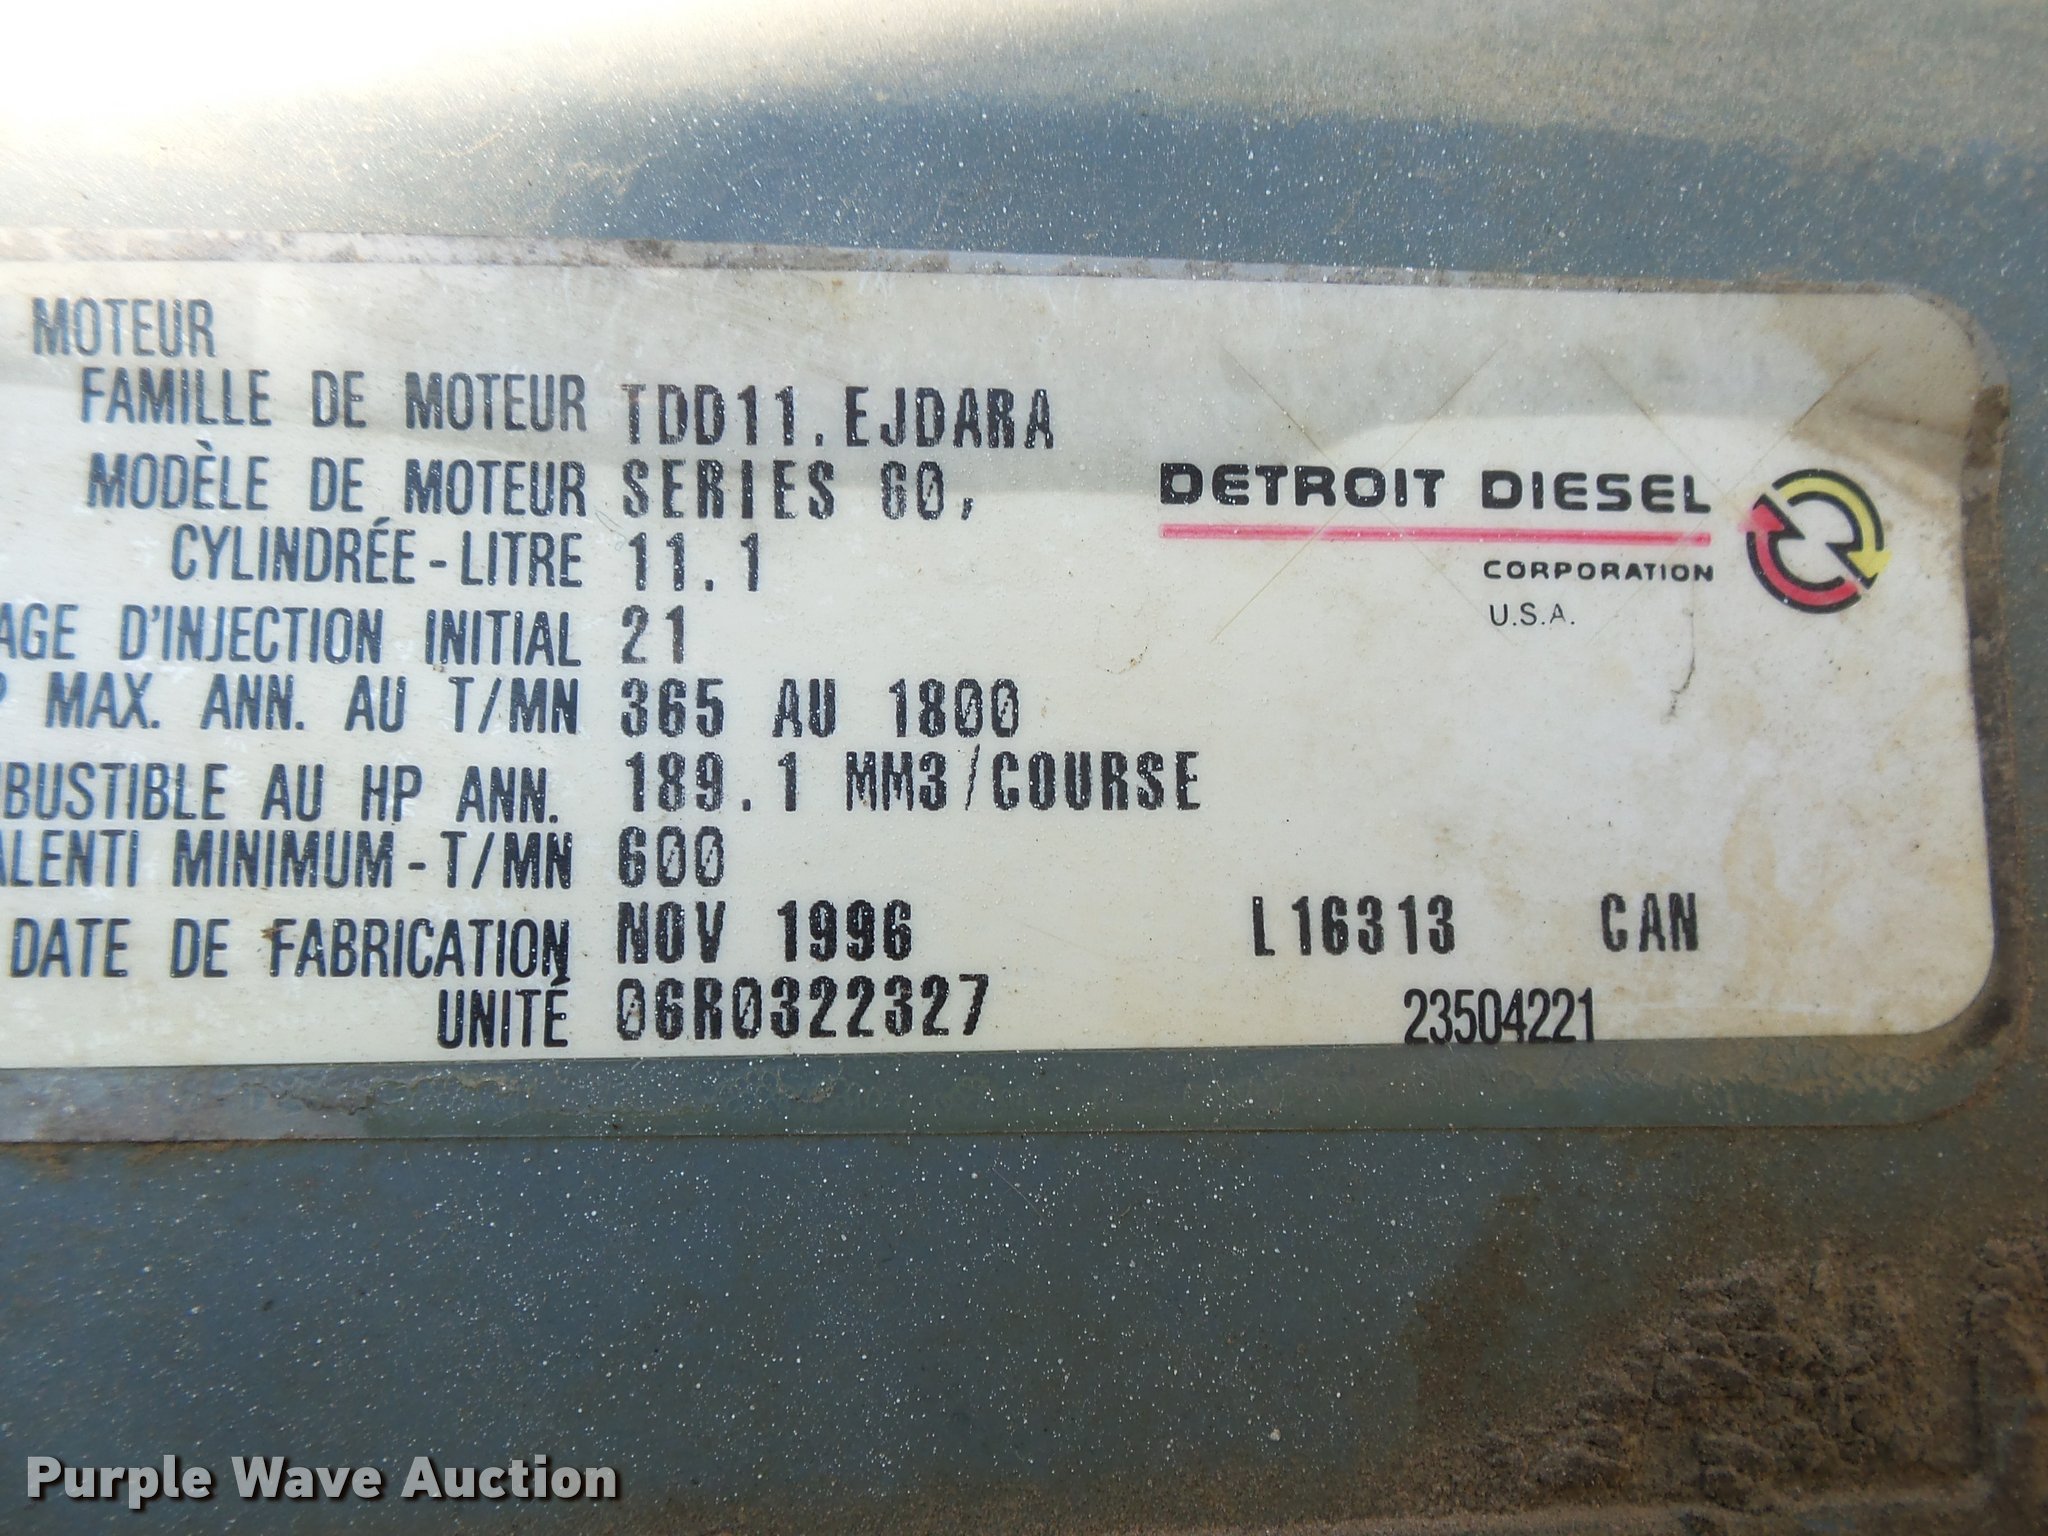 MOTEUR
FAMILLE DE MOTEUR TDD11.EJDARA
MODÈLE DE MOTEUR SERIES 60,
CYLINDRÉE-LITRE 11.1
AGE D'INJECTION INITIAL 21
P MAX. ANN. AU T/MN 365 AU 1800
MBUSTIBLE AU HP ANN. 189.1 MM3/COURSE
ALENTI MINIMUM-T/MN 600
DATE DE FABRICATION NOV 1996 L16313 CAN
UNITÉ 06R0322327 23504221
DETROIT DIESEL
CORPORATION
U.S.A.
Purple Wave Auction